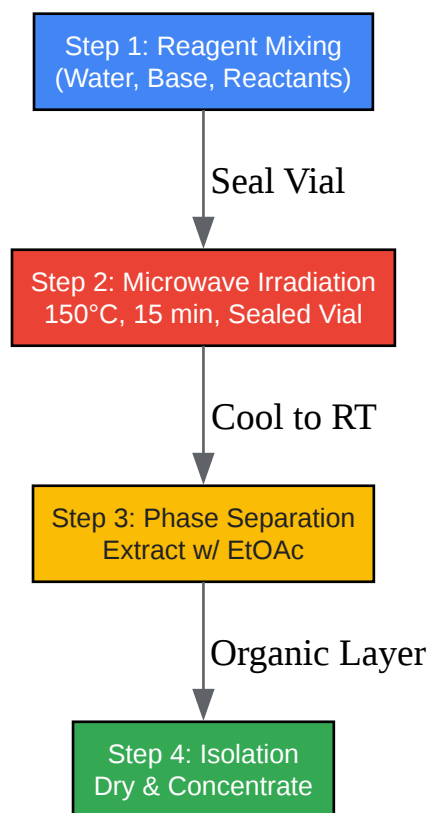 Step 1: Reagent Mixing
(Water, Base, Reactants)
Seal Vial
Step 2: Microwave Irradiation
150°C, 15 min, Sealed Vial
Cool to RT
Step 3: Phase Separation
Extract w/ EtOAc
Organic Layer
Step 4: Isolation
Dry & Concentrate